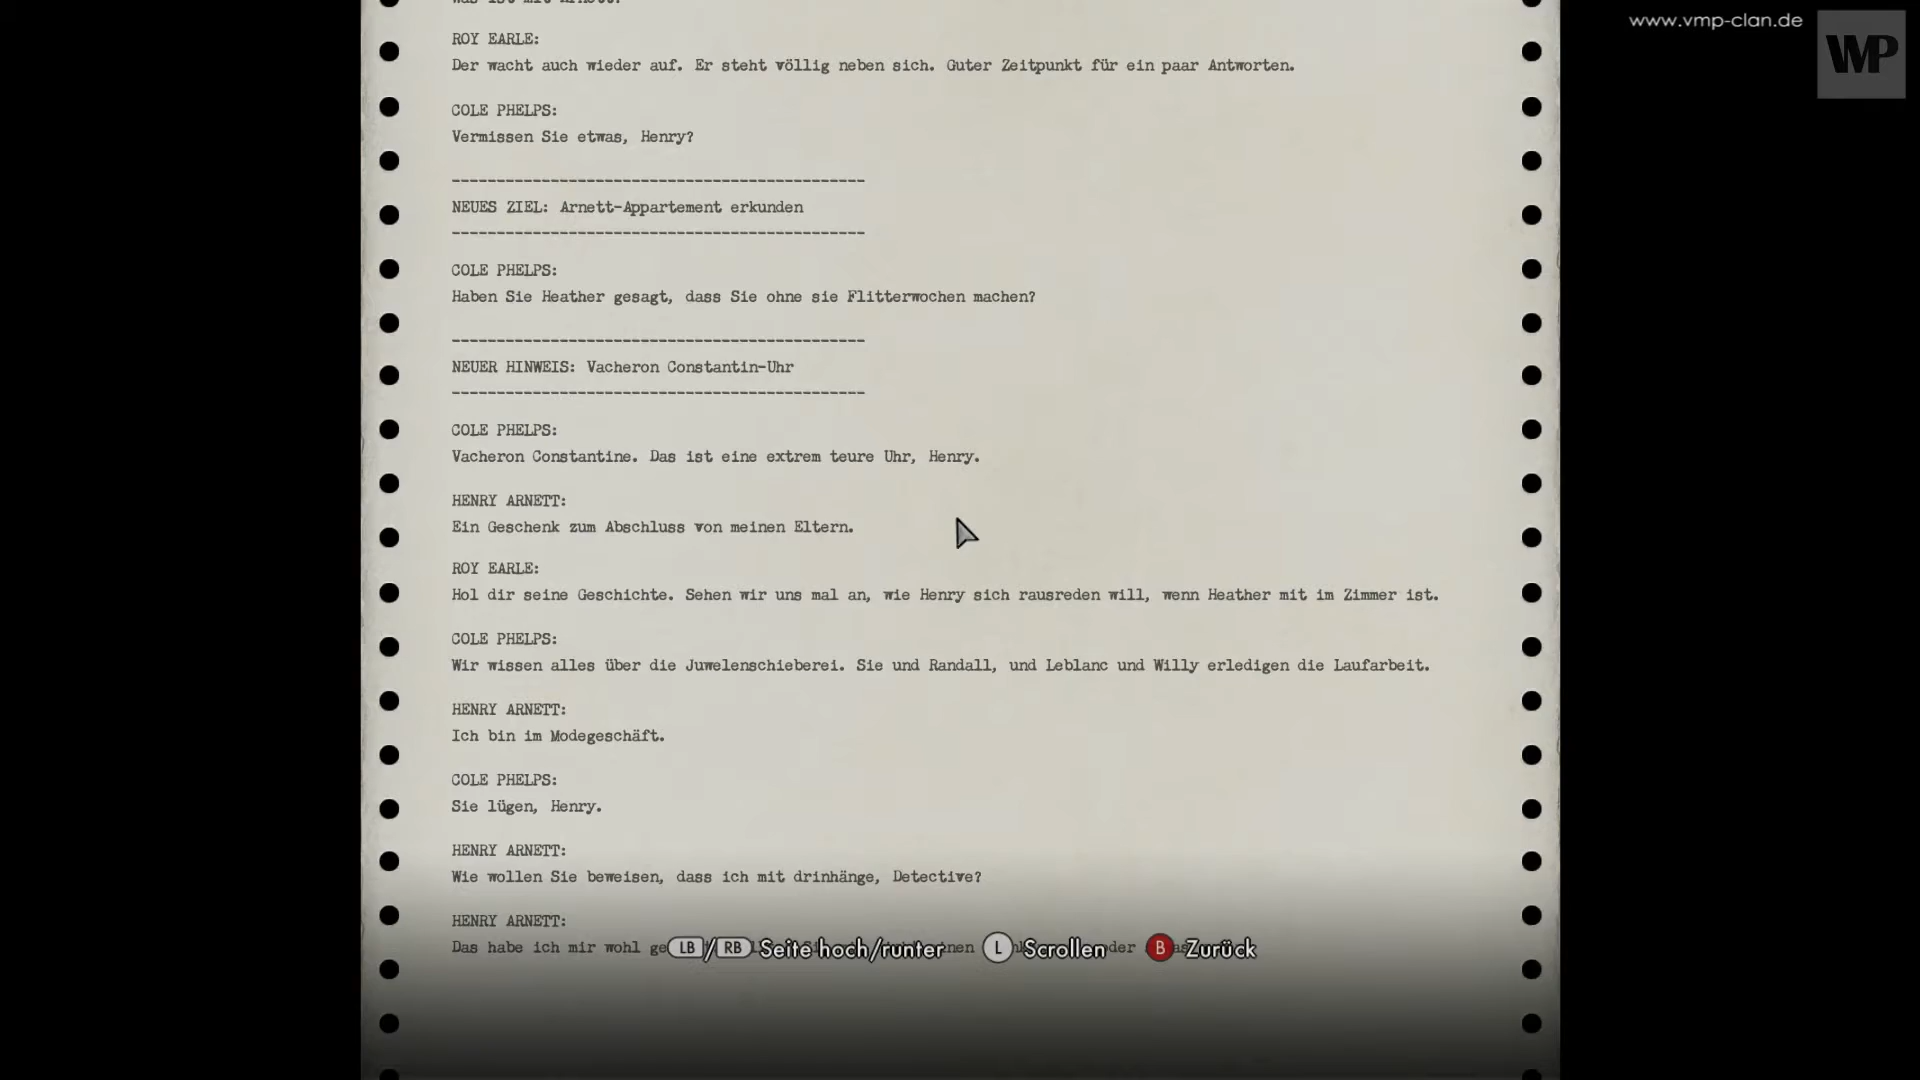 www.vmp-clan.de
VMP
was ist mit Arnett.
ROY EARLE:
Der wacht auch wieder auf. Er steht völlig neben sich. Guter Zeitpunkt für ein paar Antworten.
COLE PHELPS:
Vermissen Sie etwas, Henry?
----------------------------------------------
NEUES ZIEL: Arnett-Appartement erkunden
----------------------------------------------
COLE PHELPS:
Haben Sie Heather gesagt, dass Sie ohne sie Flitterwochen machen?
----------------------------------------------
NEUER HINWEIS: Vacheron Constantin-Uhr
----------------------------------------------
COLE PHELPS:
Vacheron Constantine. Das ist eine extrem teure Uhr, Henry.
HENRY ARNETT:
Ein Geschenk zum Abschluss von meinen Eltern.
ROY EARLE:
Hol dir seine Geschichte. Sehen wir uns mal an, wie Henry sich rausreden will, wenn Heather mit im Zimmer ist.
COLE PHELPS:
Wir wissen alles über die Juwelenschieberei. Sie und Randall, und Leblanc und Willy erledigen die Laufarbeit.
HENRY ARNETT:
Ich bin im Modegeschäft.
COLE PHELPS:
Sie lügen, Henry.
HENRY ARNETT:
Wie wollen Sie beweisen, dass ich mit drinhänge, Detective?
HENRY ARNETT:
Das habe ich mir wohl
LB/RB Seite hoch/runter L Scrollen B Zurück